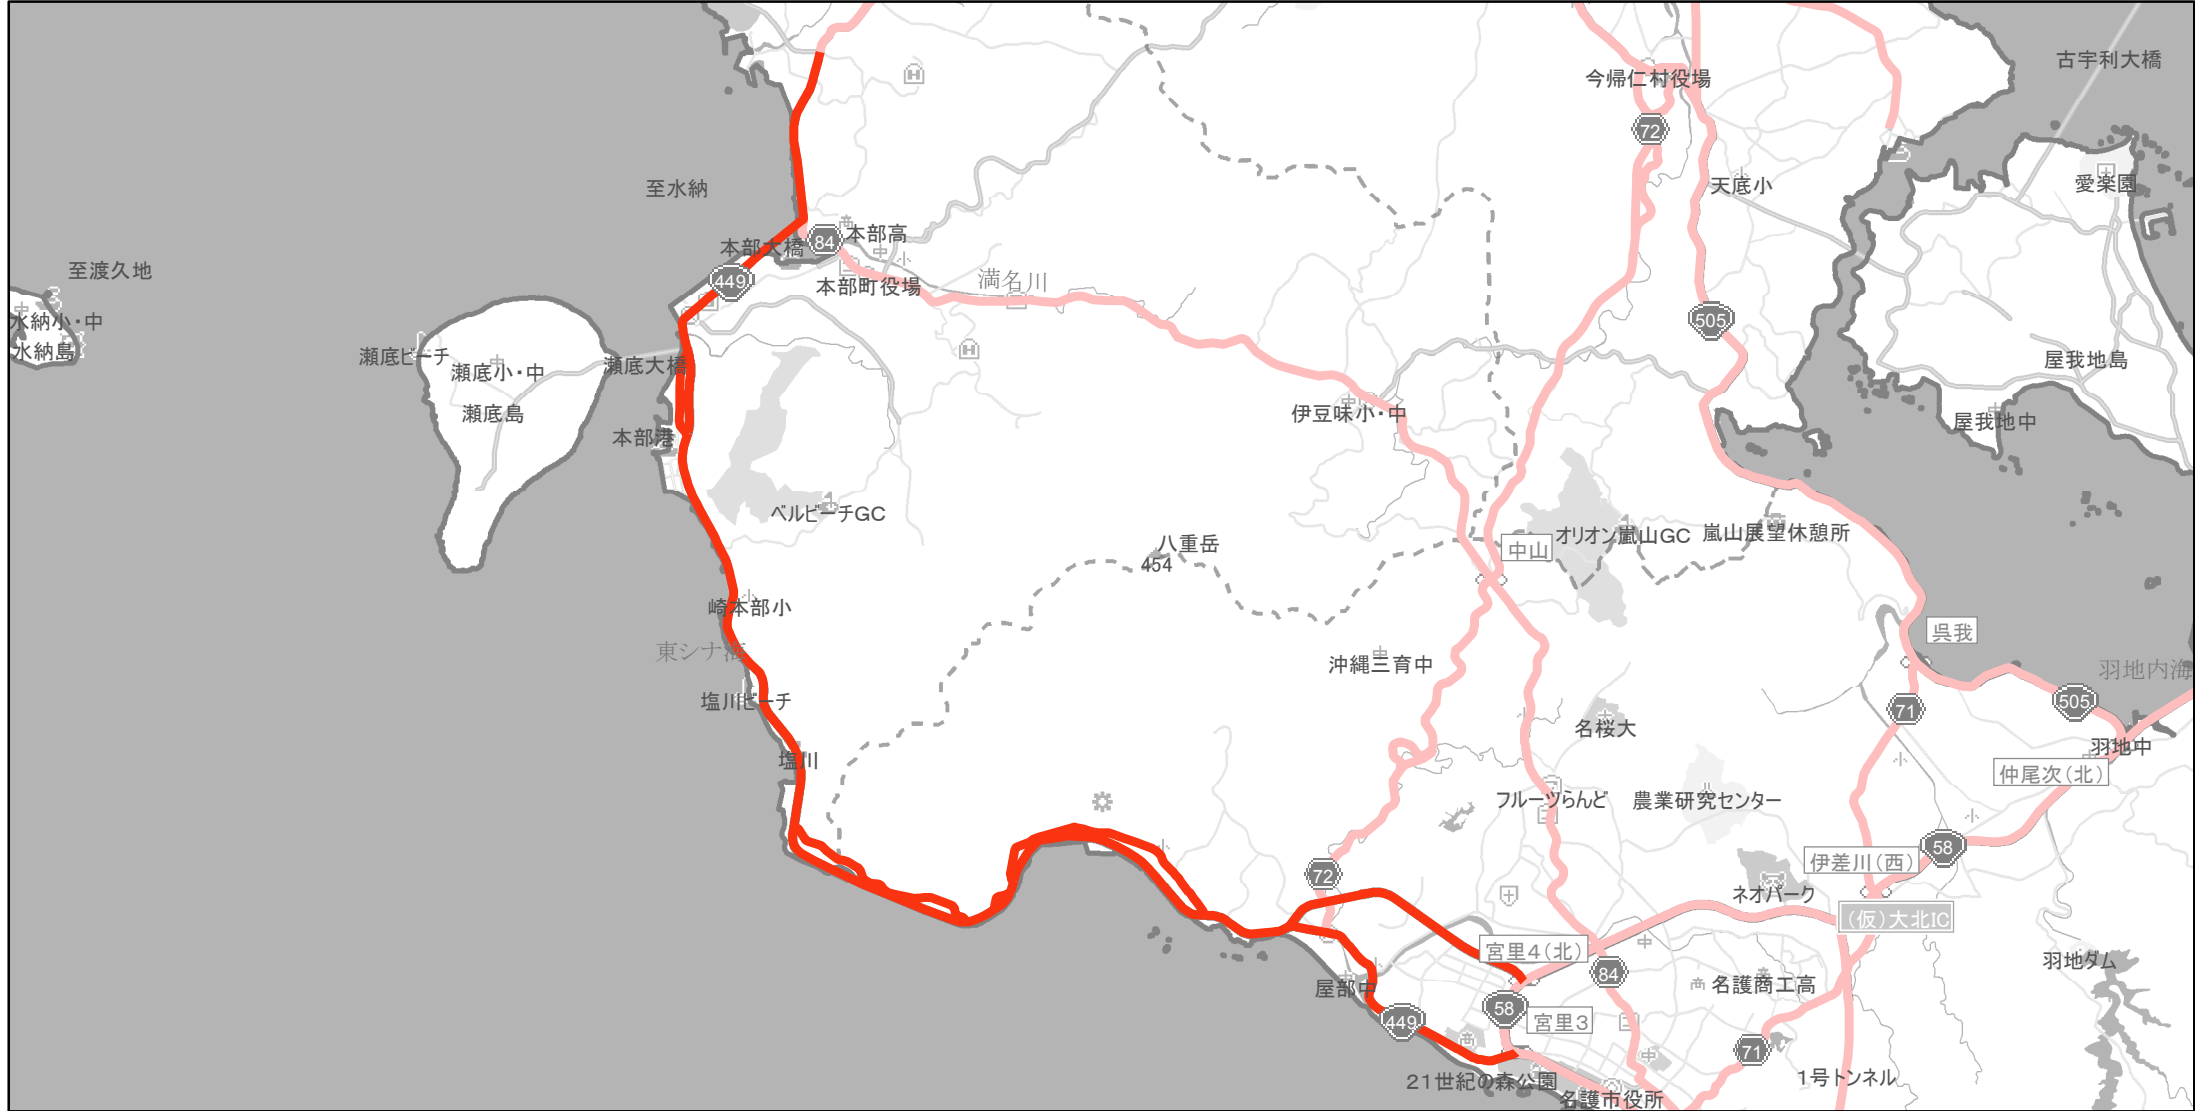 古宇利大橋
今帰仁村役場
72
至水納
天底小
愛楽園
84
本部高
本部大橋
至渡久地
449
本部町役場
満名川
水納小・中
水納島
505
瀬底ビーチ
瀬底小・中
瀬底大橋
屋我地島
瀬底島
伊豆味小・中
屋我地中
本部港
ベルビーチGC
八重岳
454
中山
オリオン嵐山GC
嵐山展望休憩所
崎本部小
呉我
東シナ海
沖縄三育中
羽地内海
塩川ビーチ
71
505
名桜大
塩川
羽地中
仲尾次(北)
フルーツらんど
農業研究センター
58
伊差川(西)
72
ネオパーク
(仮)大北IC
宮里4(北)
羽地ダム
84
屋部中
名護商工高
58
449
宮里3
71
21世紀の森公園
1号トンネル
名護市役所